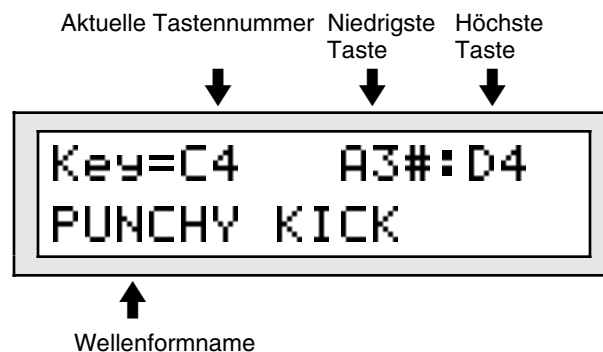 Aktuelle Tastennummer Niedrigste Höchste
Taste Taste
Key=C4 A3#:D4
PUNCHY KICK
Wellenformname